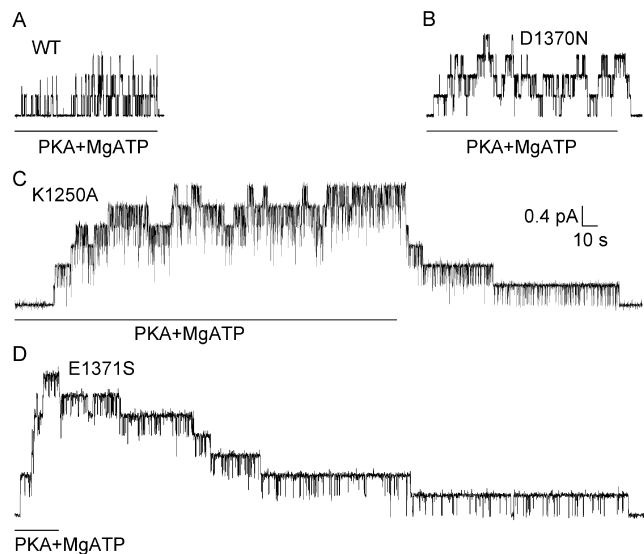 A
WT
PKA+MgATP
B
D1370N
PKA+MgATP
C
K1250A
0.4 pA
10 s
PKA+MgATP
D
E1371S
PKA+MgATP